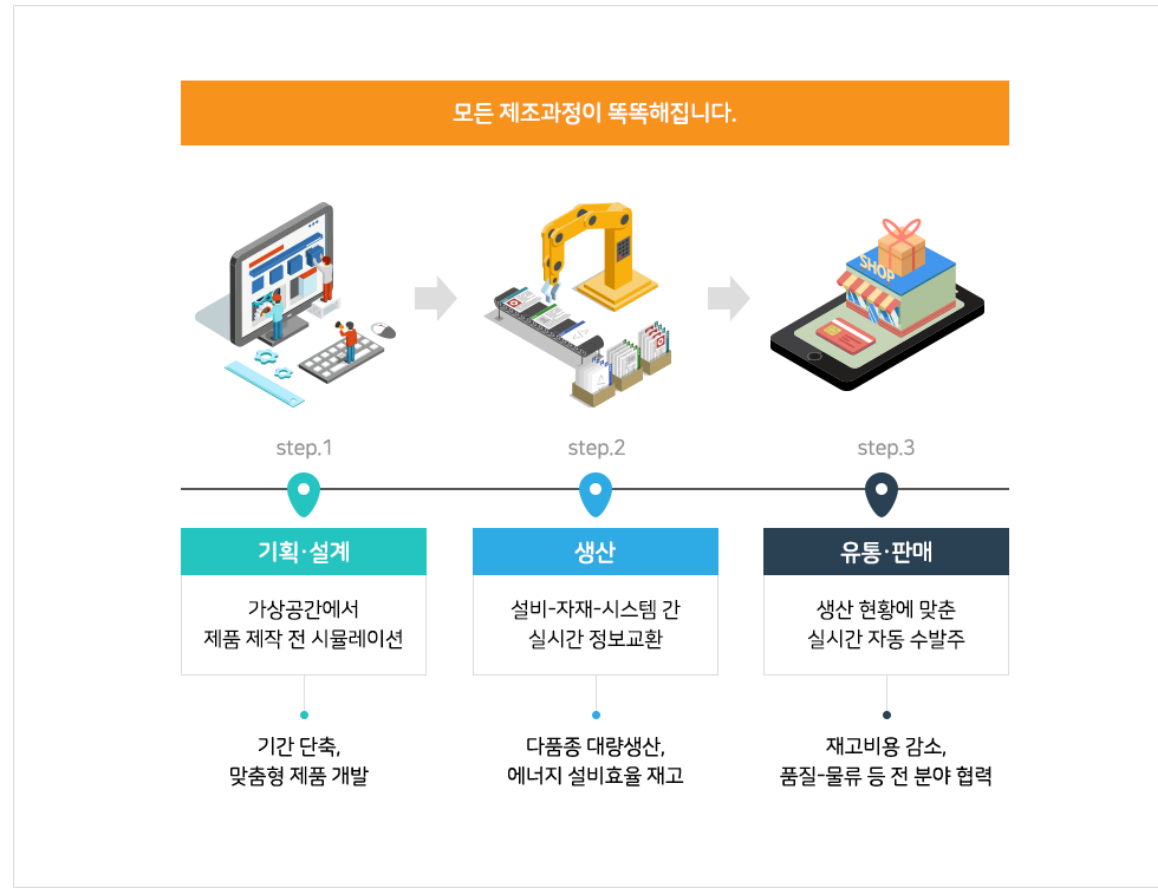 모든 제조과정이 똑똑해집니다.
SHOP
step.1
step.2
step.3
기획·설계
가상공간에서
제품 제작 전 시뮬레이션
기간 단축,
맞춤형 제품 개발
생산
설비-자재-시스템 간
실시간 정보교환
다품종 대량생산,
에너지 설비효율 재고
유통·판매
생산 현황에 맞춘
실시간 자동 수발주
재고비용 감소,
품질-물류 등 전 분야 협력